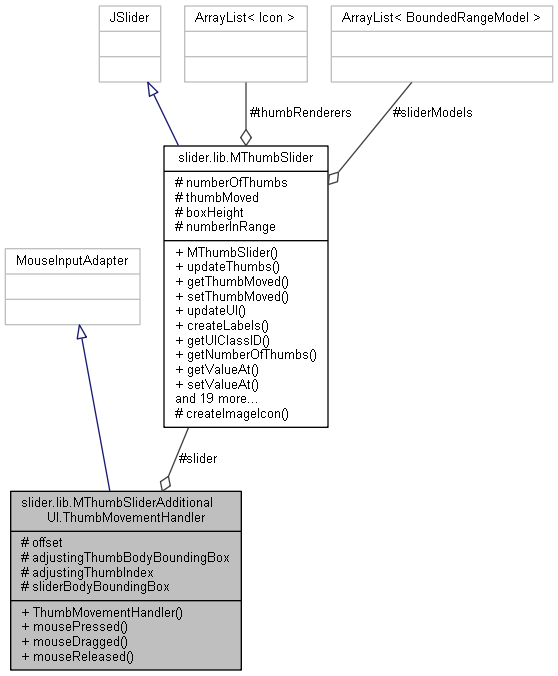 JSlider
ArrayList< Icon >
ArrayList< BoundedRangeModel >
#thumbRenderers
#sliderModels
slider.lib.MThumbSlider
# numberOfThumbs
# thumbMoved
# boxHeight
# numberInRange
+ MThumbSlider()
+ updateThumbs()
+ getThumbMoved()
+ setThumbMoved()
+ updateUI()
+ createLabels()
+ getUIClassID()
+ getNumberOfThumbs()
+ getValueAt()
+ setValueAt()
and 19 more...
# createImageIcon()
MouseInputAdapter
#slider
slider.lib.MThumbSliderAdditional
UI.ThumbMovementHandler
# offset
# adjustingThumbBodyBoundingBox
# adjustingThumbIndex
# sliderBodyBoundingBox
+ ThumbMovementHandler()
+ mousePressed()
+ mouseDragged()
+ mouseReleased()